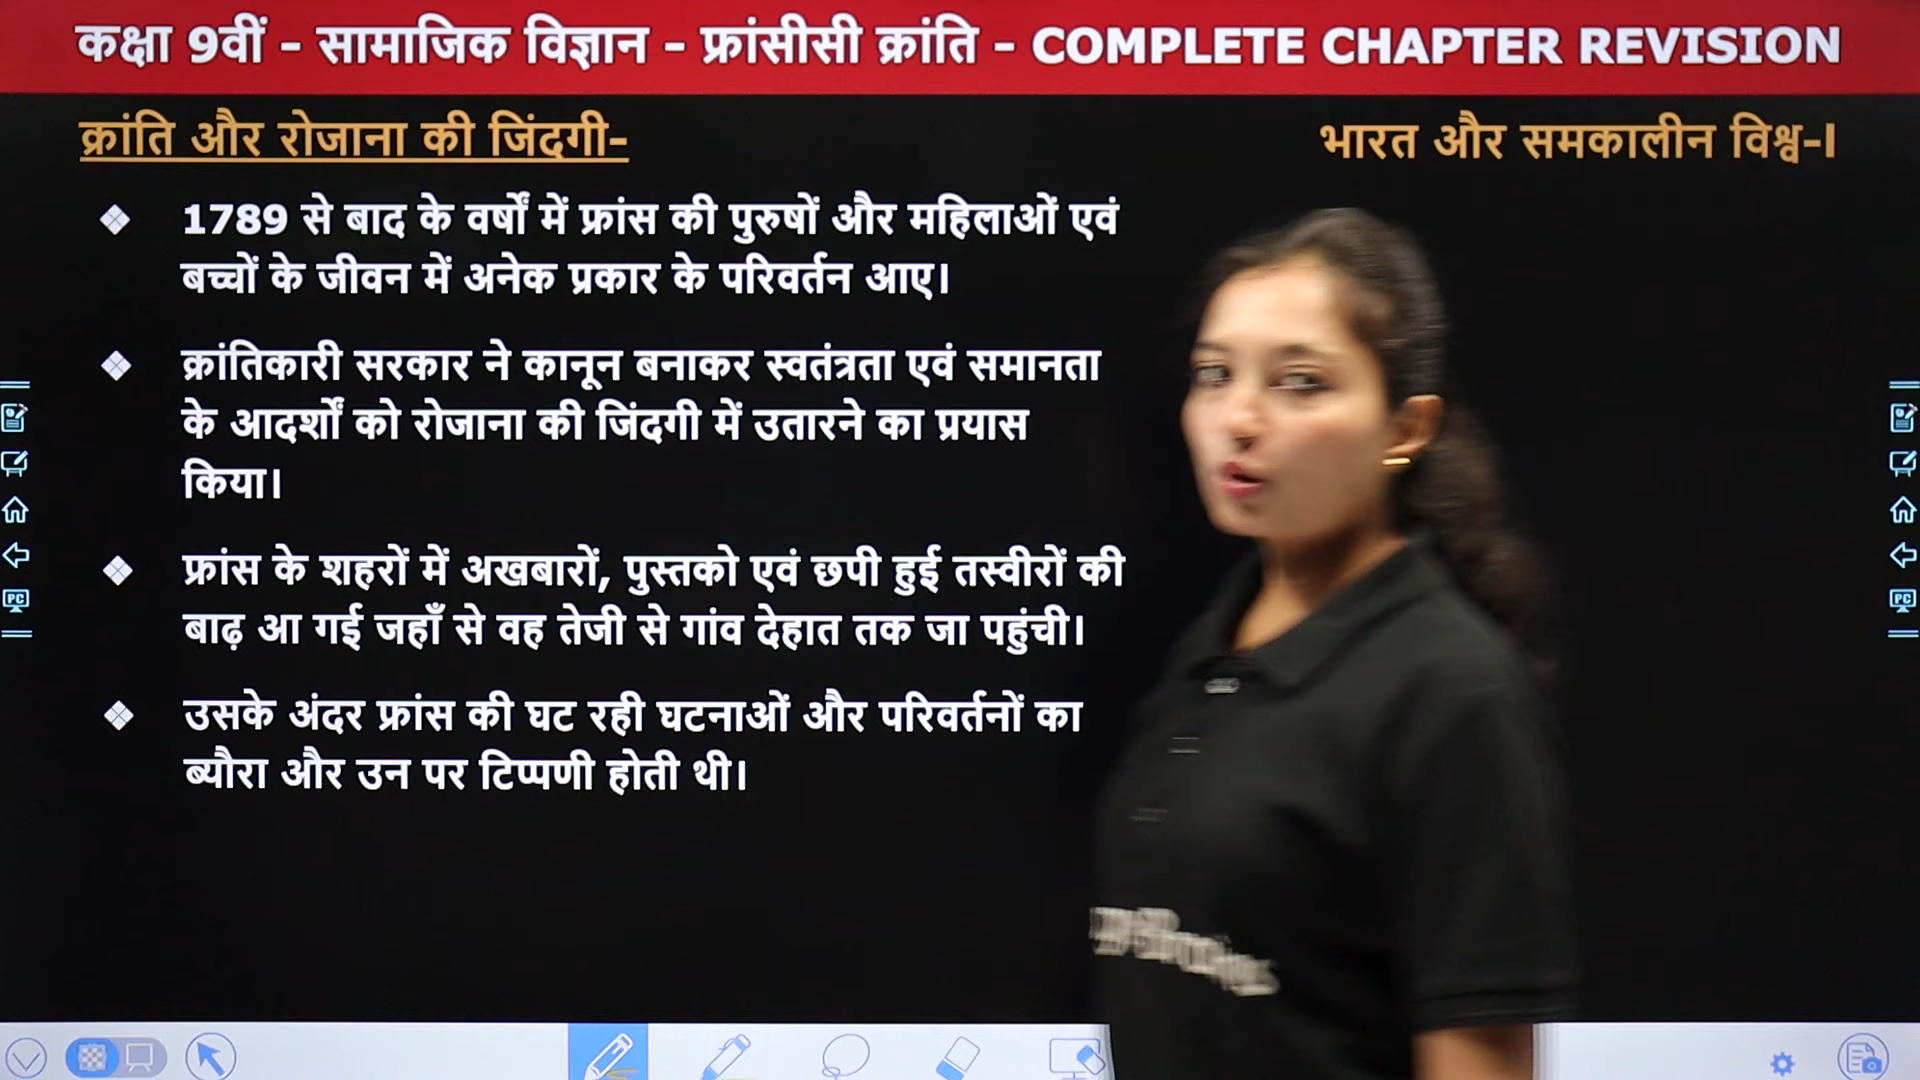 कक्षा 9वीं - सामाजिक विज्ञान - फ्रांसीसी क्रांति - COMPLETE CHAPTER REVISION
क्रांति और रोजाना की जिंदगी-
भारत और समकालीन विश्व-I
❖ 1789 से बाद के वर्षों में फ्रांस की पुरुषों और महिलाओं एवं
बच्चों के जीवन में अनेक प्रकार के परिवर्तन आए।
❖ क्रांतिकारी सरकार ने कानून बनाकर स्वतंत्रता एवं समानता
के आदर्शों को रोजाना की जिंदगी में उतारने का प्रयास
किया।
❖ फ्रांस के शहरों में अखबारों, पुस्तको एवं छपी हुई तस्वीरों की
बाढ़ आ गई जहाँ से वह तेजी से गांव देहात तक जा पहुंची।
❖ उसके अंदर फ्रांस की घट रही घटनाओं और परिवर्तनों का
ब्यौरा और उन पर टिप्पणी होती थी।
PC
PC